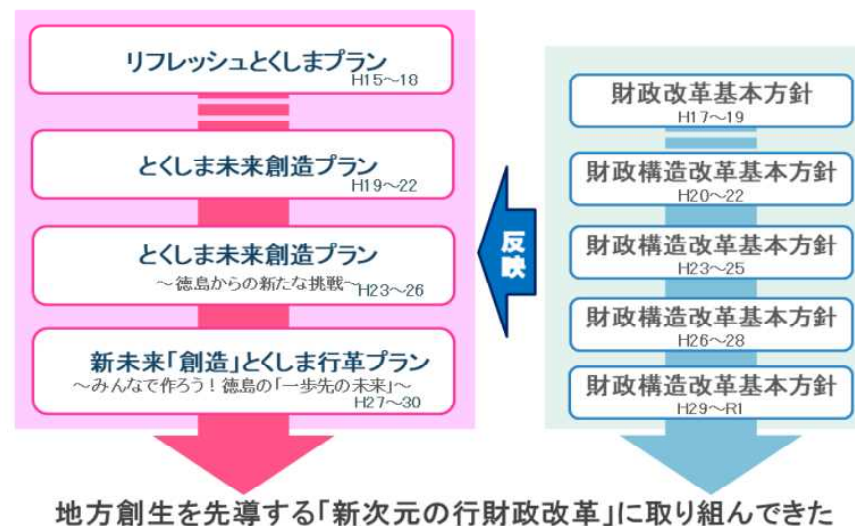 リフレッシュとくしまプラン
H15～18
とくしま未来創造プラン
H19～22
とくしま未来創造プラン
～徳島からの新たな挑戦～H23～26
新未来「創造」とくしま行革プラン
～みんなで作ろう！徳島の「一歩先の未来」～
H27～30
反映
財政改革基本方針
H17～19
財政構造改革基本方針
H20～22
財政構造改革基本方針
H23～25
財政構造改革基本方針
H26～28
財政構造改革基本方針
H29～R1
地方創生を先導する「新次元の行財政改革」に取り組んできた